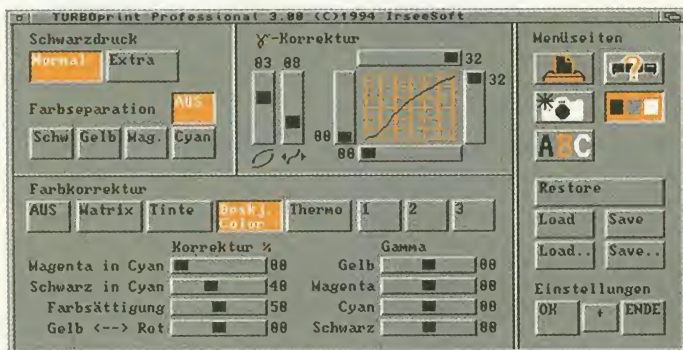 TURBOprint Professional 3.00 (C)1994 IrseeSoft
Schwarzdruck
Normal Extra
Farbseparation AUS
Schw Gelb Mag. Cyan
γ-Korrektur
83 88
32
32
00
00
Menüseiten
?
ABC
Restore
Load Save
Load.. Save..
Einstellungen
OK + ENDE
Farbkorrektur
AUS Matrix Tinte Deskj. Color Thermo 1 2 3
Korrektur %
Magenta in Cyan 00
Schwarz in Cyan 40
Farbsättigung 50
Gelb <--> Rot 00
Gamma
Gelb 00
Magenta 00
Cyan 00
Schwarz 00